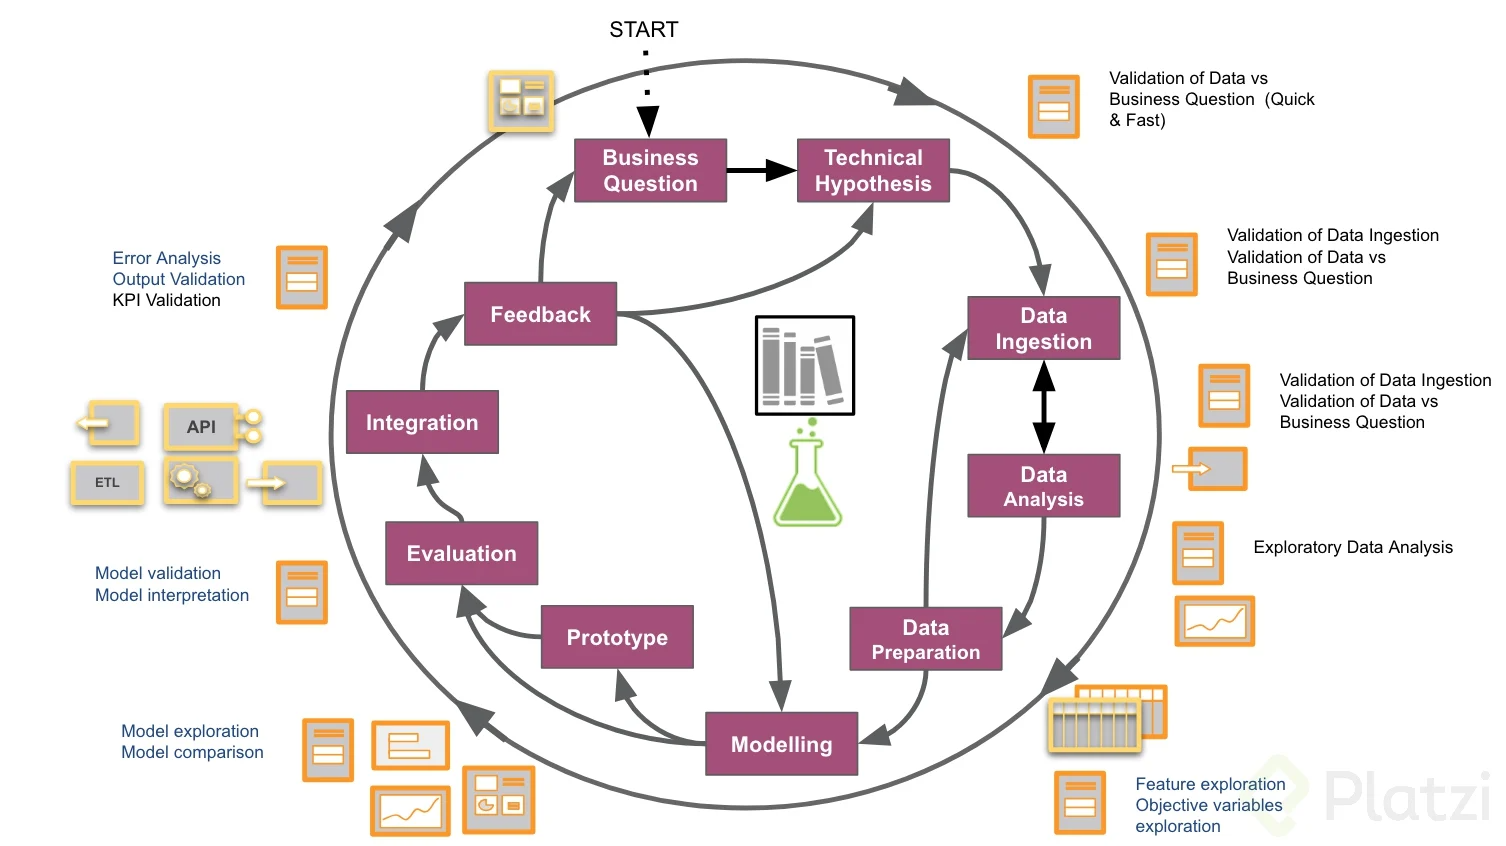 START
Business
Question
Technical
Hypothesis
Validation of Data vs
Business Question (Quick
& Fast)
Validation of Data Ingestion
Validation of Data vs
Business Question
Error Analysis
Output Validation
KPI Validation
Feedback
Data
Ingestion
Validation of Data Ingestion
Validation of Data vs
Business Question
Integration
API
ETL
Data
Analysis
Exploratory Data Analysis
Evaluation
Model validation
Model interpretation
Prototype
Data
Preparation
Modelling
Model exploration
Model comparison
Feature exploration
Objective variables
exploration
Platzi